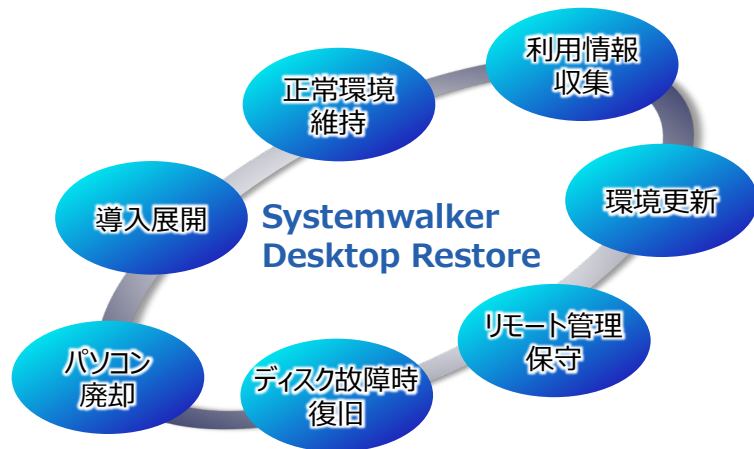 利用情報
収集
正常環境
維持
環境更新
導入展開
Systemwalker
Desktop Restore
リモート管理
保守
パソコン
廃却
ディスク故障時
復旧